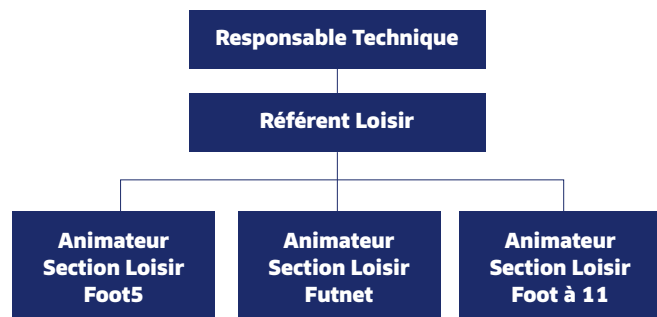 Responsable Technique
Référent Loisir
Animateur
Section Loisir
Foot5
Animateur
Section Loisir
Futnet
Animateur
Section Loisir
Foot à 11